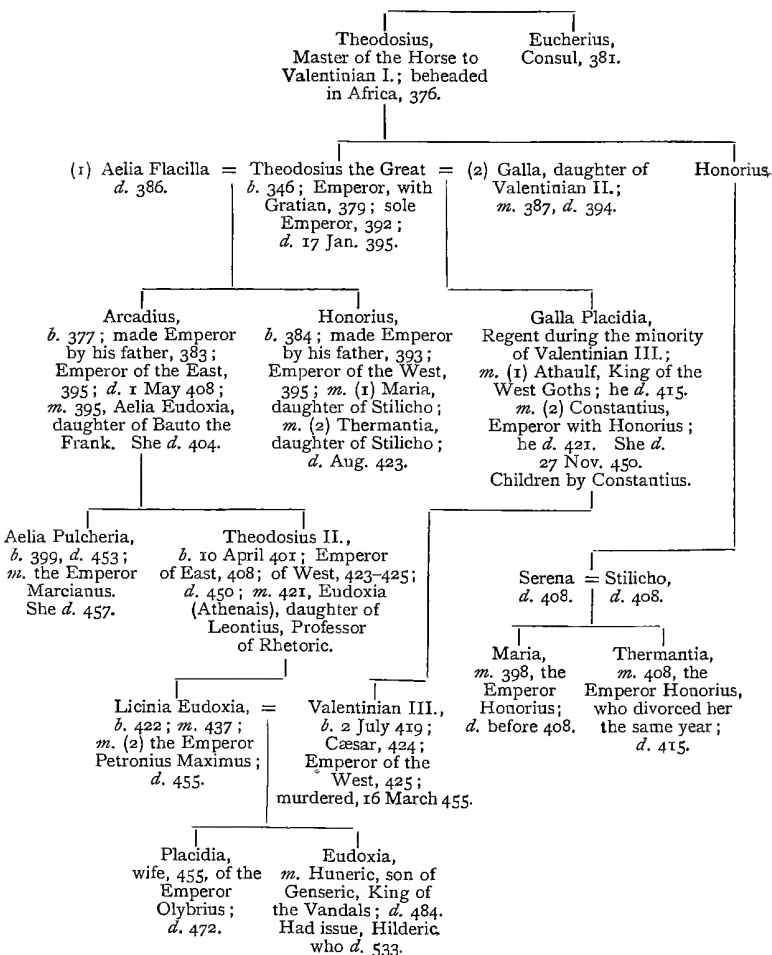 Theodosius,
Master of the Horse to
Valentinian I.; beheaded
in Africa, 376.
Eucherius,
Consul, 381.
(1) Aelia Flacilla
d. 386.
=
Theodosius the Great
b. 346; Emperor, with
Gratian, 379; sole
Emperor, 392;
d. 17 Jan. 395.
=
(2) Galla, daughter of
Valentinian II.;
m. 387, d. 394.
Honorius.
Arcadius,
b. 377; made Emperor
by his father, 383;
Emperor of the East,
395; d. 1 May 408;
m. 395, Aelia Eudoxia,
daughter of Bauto the
Frank. She d. 404.
Honorius,
b. 384; made Emperor
by his father, 393;
Emperor of the West,
395; m. (1) Maria,
daughter of Stilicho;
m. (2) Thermantia,
daughter of Stilicho;
d. Aug. 423.
Galla Placidia,
Regent during the minority
of Valentinian III.;
m. (1) Athaulf, King of the
West Goths; he d. 415.
m. (2) Constantius,
Emperor with Honorius;
he d. 421. She d.
27 Nov. 450.
Children by Constantius.
Aelia Pulcheria,
b. 399, d. 453;
m. the Emperor
Marcianus.
She d. 457.
Theodosius II.,
b. 10 April 401; Emperor
of East, 408; of West, 423–425;
d. 450; m. 421, Eudoxia
(Athenais), daughter of
Leontius, Professor
of Rhetoric.
Serena = Stilicho,
d. 408. d. 408.
Maria,
m. 398, the
Emperor
Honorius;
d. before 408.
Thermantia,
m. 408, the
Emperor Honorius,
who divorced her
the same year;
d. 415.
Licinia Eudoxia,
b. 422; m. 437;
m. (2) the Emperor
Petronius Maximus;
d. 455.
=
Valentinian III.,
b. 2 July 419;
Cæsar, 424;
Emperor of the
West, 425;
murdered, 16 March 455.
Placidia,
wife, 455, of the
Emperor
Olybrius;
d. 472.
Eudoxia,
m. Huneric, son of
Genseric, King of
the Vandals; d. 484.
Had issue, Hilderic
who d. 533.